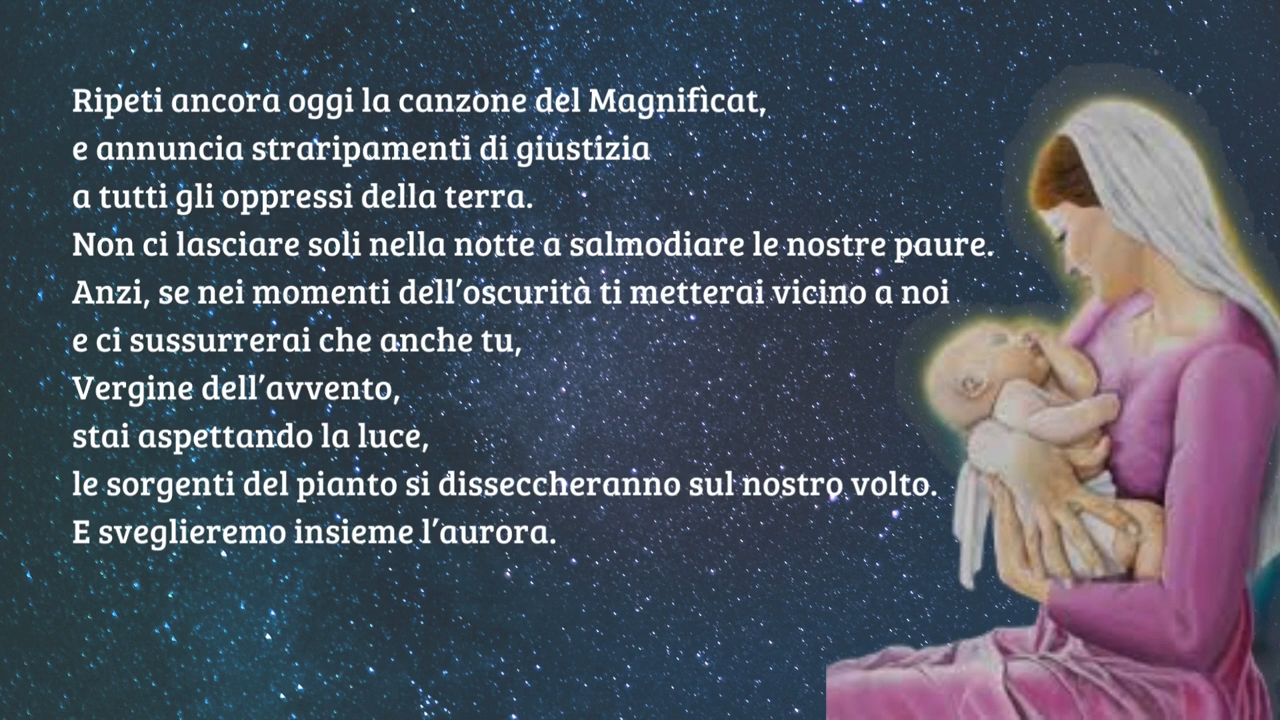 Ripeti ancora oggi la canzone del Magnificat,
e annuncia straripamenti di giustizia
a tutti gli oppressi della terra.
Non ci lasciare soli nella notte a salmodiare le nostre paure.
Anzi, se nei momenti dell’oscurità ti metterai vicino a noi
e ci sussurrerai che anche tu,
Vergine dell’avvento,
stai aspettando la luce,
le sorgenti del pianto si disseccheranno sul nostro volto.
E sveglieremo insieme l’aurora.